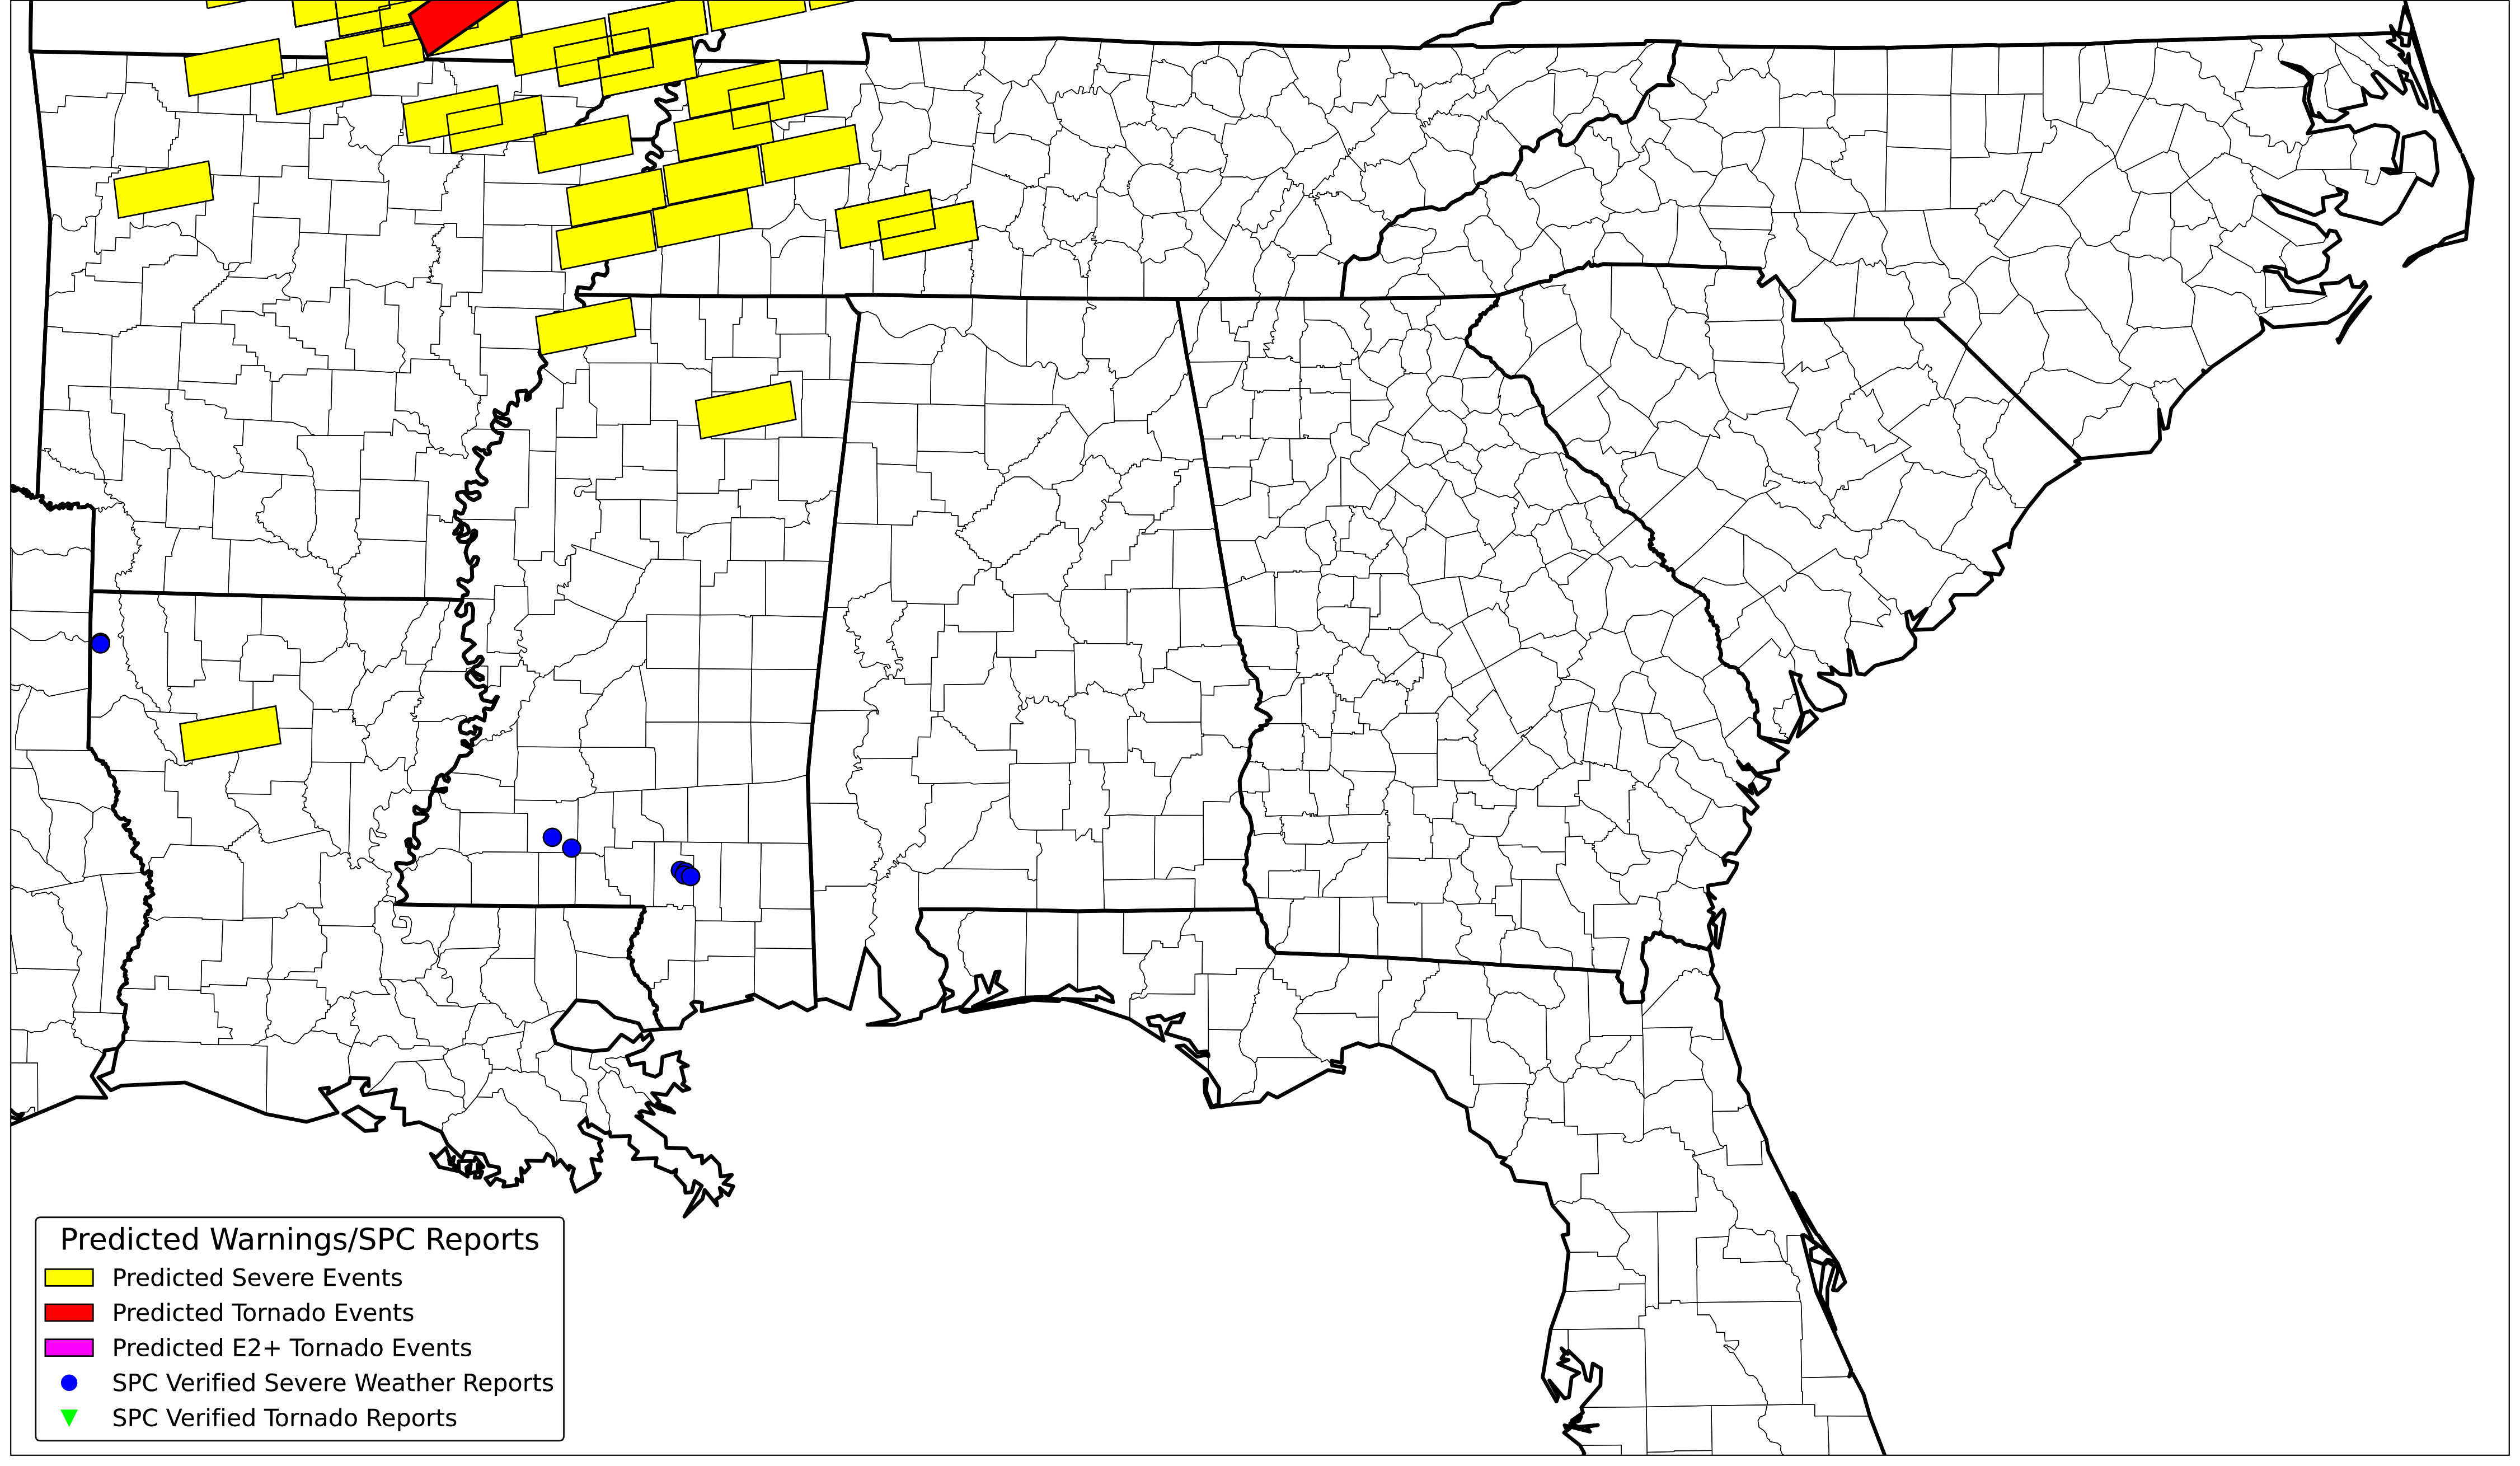 Predicted Warnings/SPC Reports
Predicted Severe Events
Predicted Tornado Events
Predicted E2+ Tornado Events
SPC Verified Severe Weather Reports
SPC Verified Tornado Reports